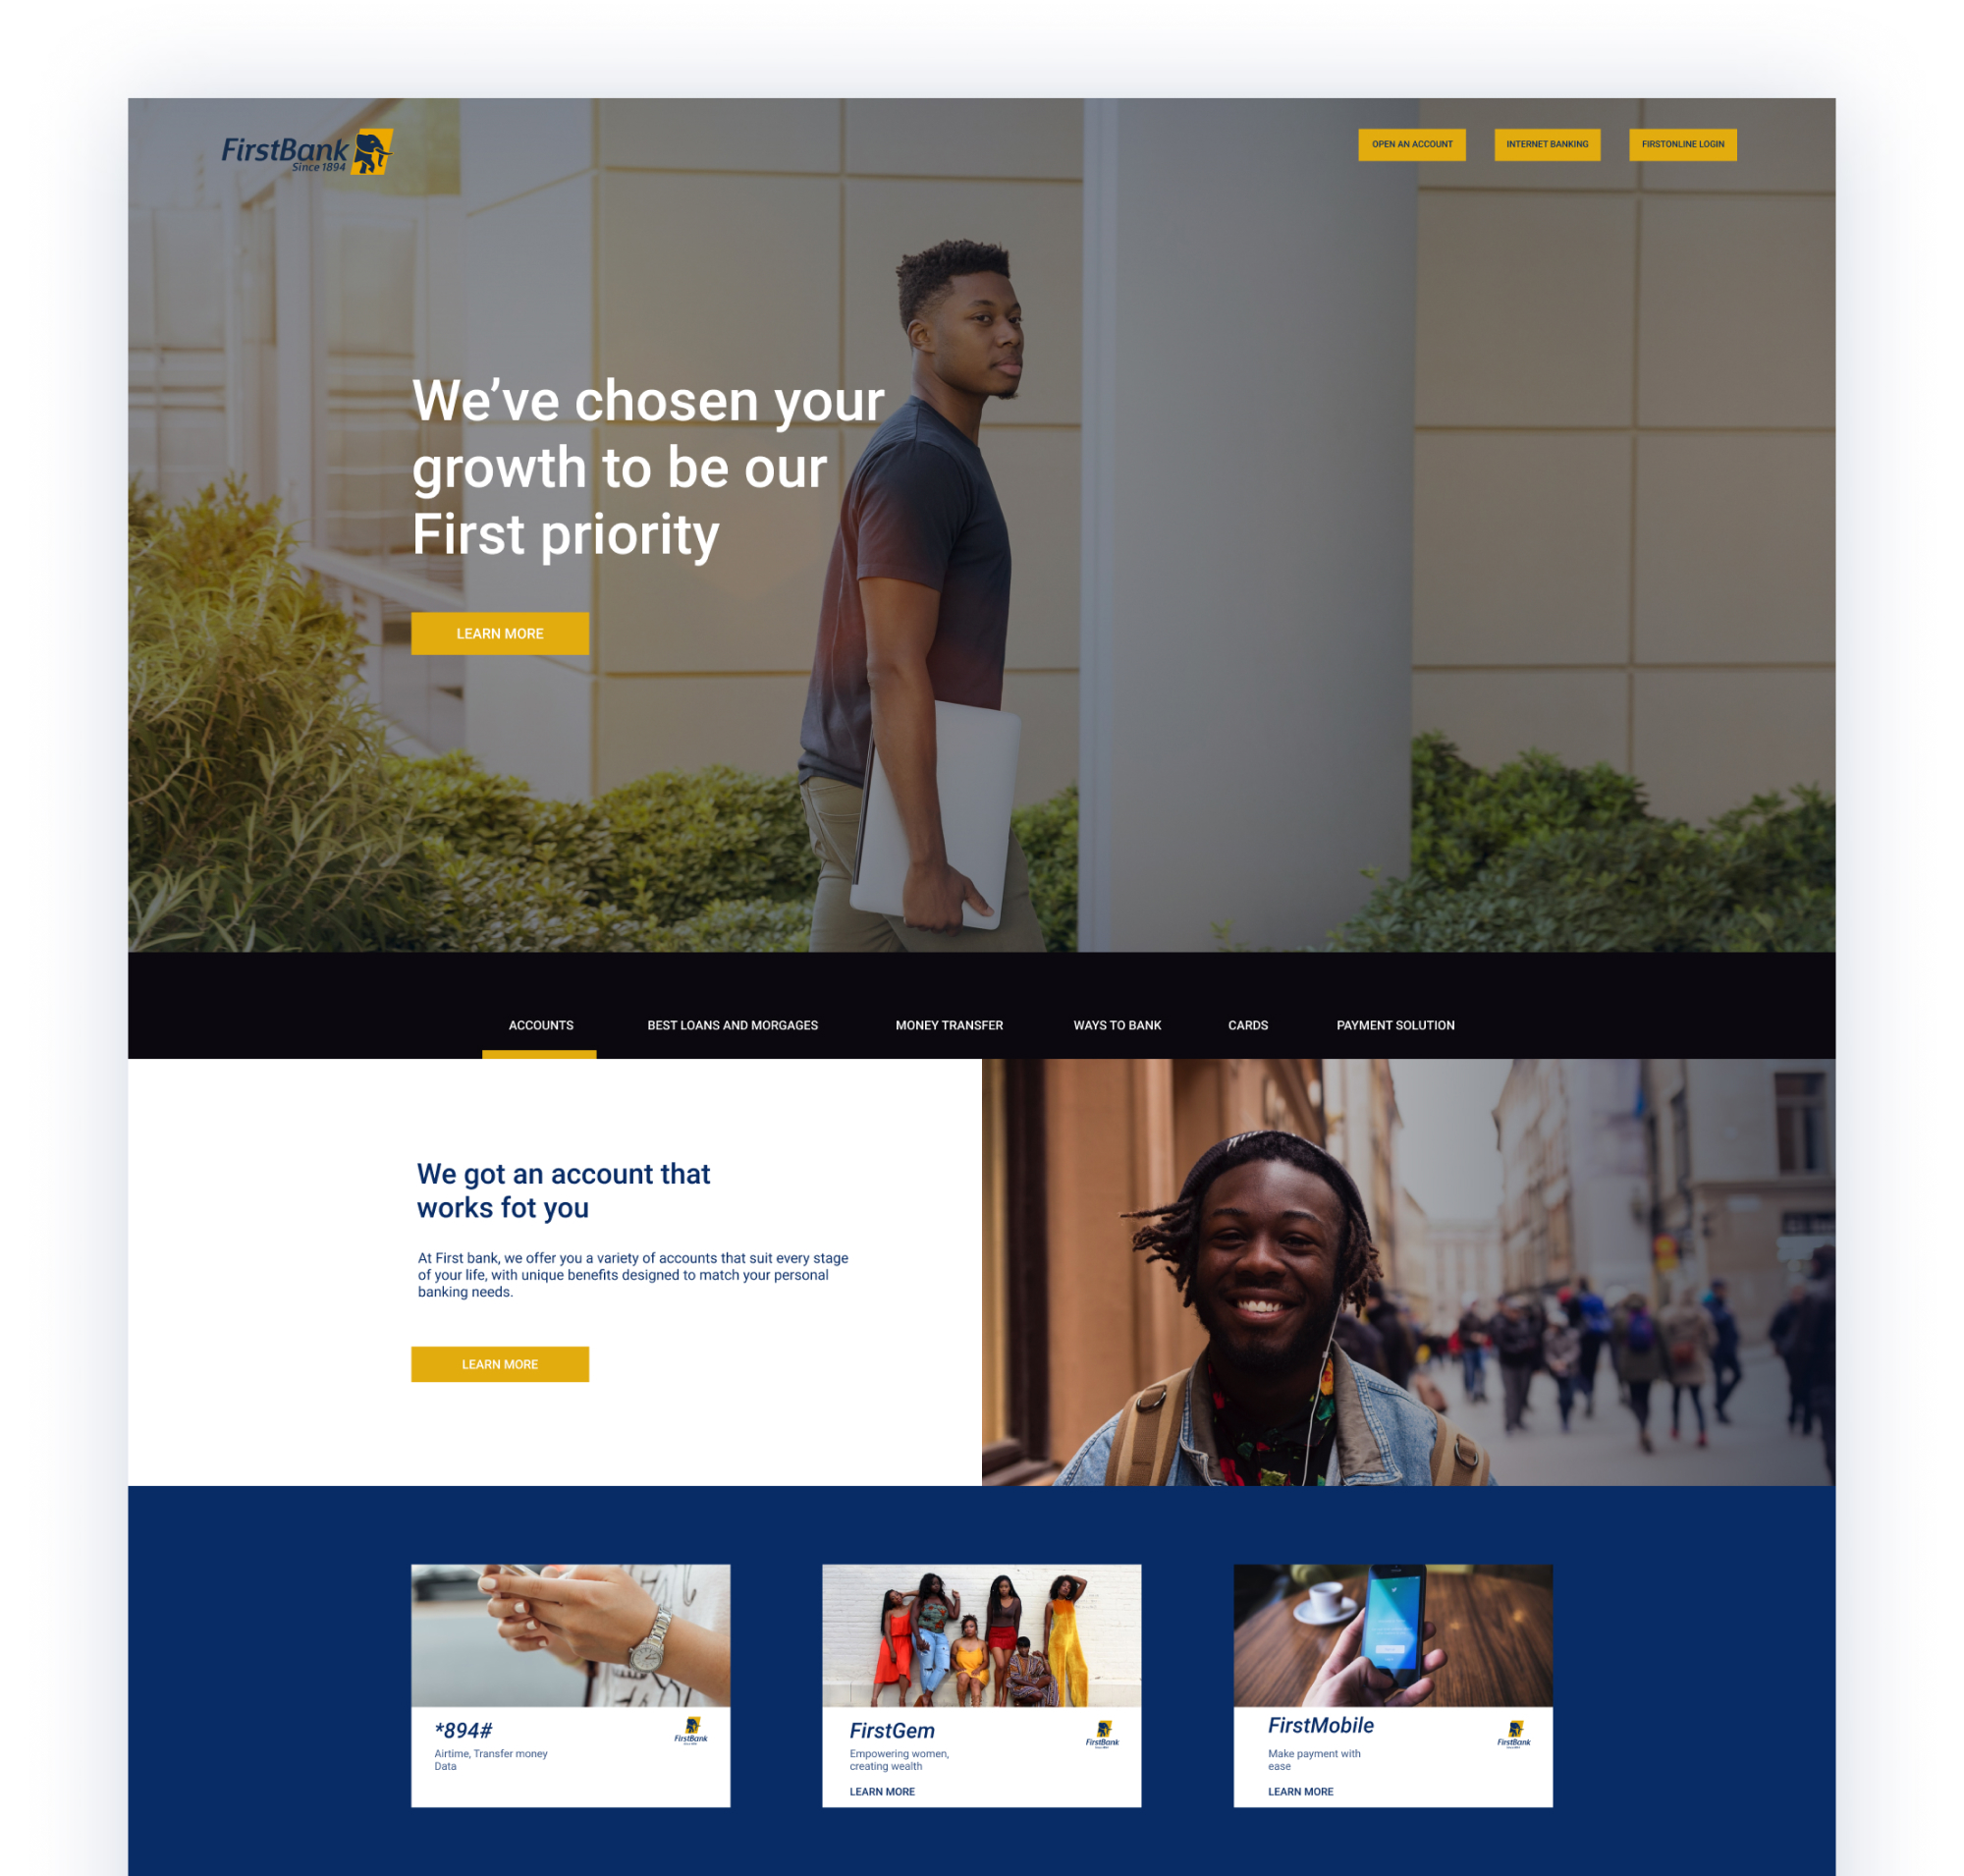 FirstBank
Since 1894
OPEN AN ACCOUNT
INTERNET BANKING
FIRSTONLINE LOGIN
We’ve chosen your
growth to be our
First priority
LEARN MORE
ACCOUNTS
BEST LOANS AND MORGAGES
MONEY TRANSFER
WAYS TO BANK
CARDS
PAYMENT SOLUTION
We got an account that
works fot you
At First bank, we offer you a variety of accounts that suit every stage
of your life, with unique benefits designed to match your personal
banking needs.
LEARN MORE
*894#
Airtime, Transfer money
Data
FirstBank
FirstGem
Empowering women,
creating wealth
LEARN MORE
FirstBank
FirstMobile
Make payment with
ease
LEARN MORE
FirstBank